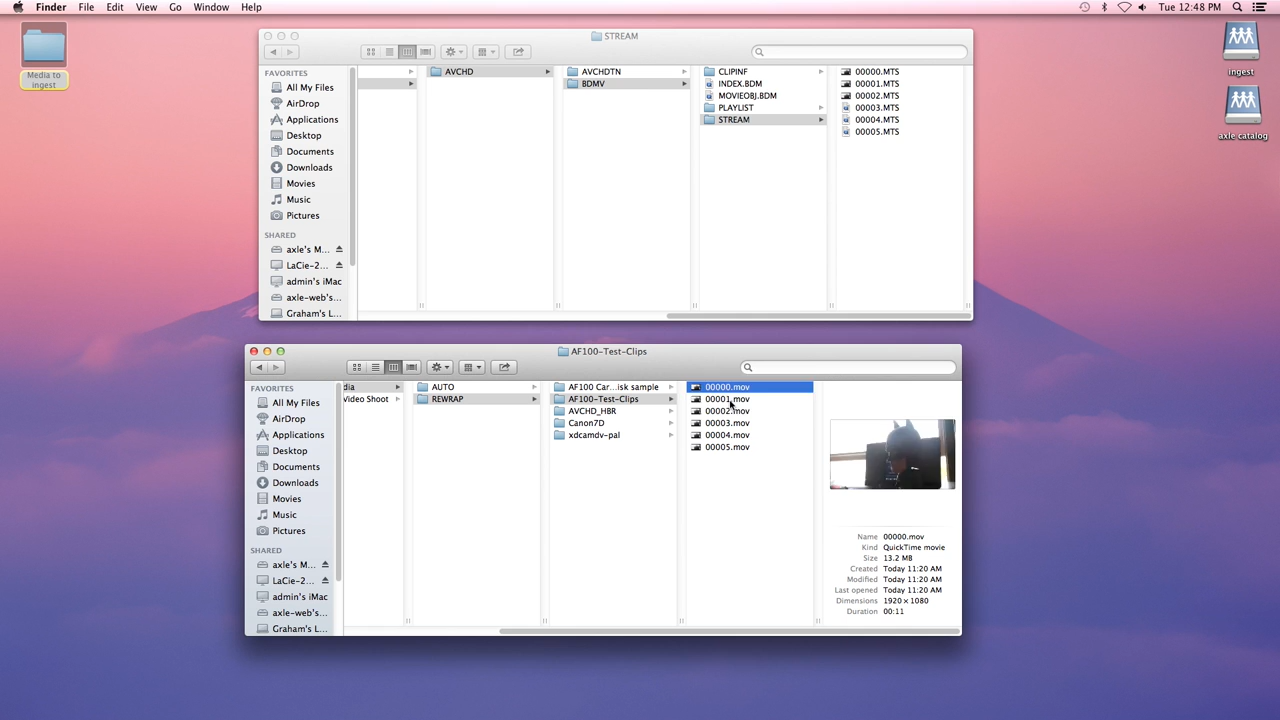 Finder File Edit View Go Window Help
Tue 12:48 PM
Media to
ingest
ingest
axle catalog
STREAM
FAVORITES
All My Files
AirDrop
Applications
Desktop
Documents
Downloads
Movies
Music
Pictures
SHARED
axle's M...
LaCie-2...
admin's iMac
axle-web's...
Graham's L...
AVCHD
AVCHDTN
BDMV
CLIPINF
INDEX.BDM
MOVIEOBJ.BDM
PLAYLIST
STREAM
00000.MTS
00001.MTS
00002.MTS
00003.MTS
00004.MTS
00005.MTS
AF100-Test-Clips
FAVORITES
All My Files
AirDrop
Applications
Desktop
Documents
Downloads
Movies
Music
Pictures
SHARED
axle's M...
LaCie-2...
admin's iMac
axle-web's...
Graham's L...
dia
Video Shoot
AUTO
REWRAP
AF100 Car...isk sample
AF100-Test-Clips
AVCHD_HBR
Canon7D
xdcamdv-pal
00000.mov
00001.mov
00002.mov
00003.mov
00004.mov
00005.mov
Name 00000.mov
Kind QuickTime movie
Size 13.2 MB
Created Today 11:20 AM
Modified Today 11:20 AM
Last opened Today 11:20 AM
Dimensions 1920 × 1080
Duration 00:11